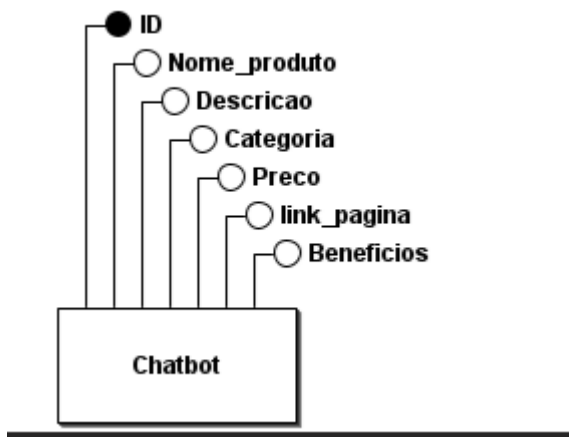 ID
Nome_produto
Descricao
Categoria
Preco
link_pagina
Beneficios
Chatbot